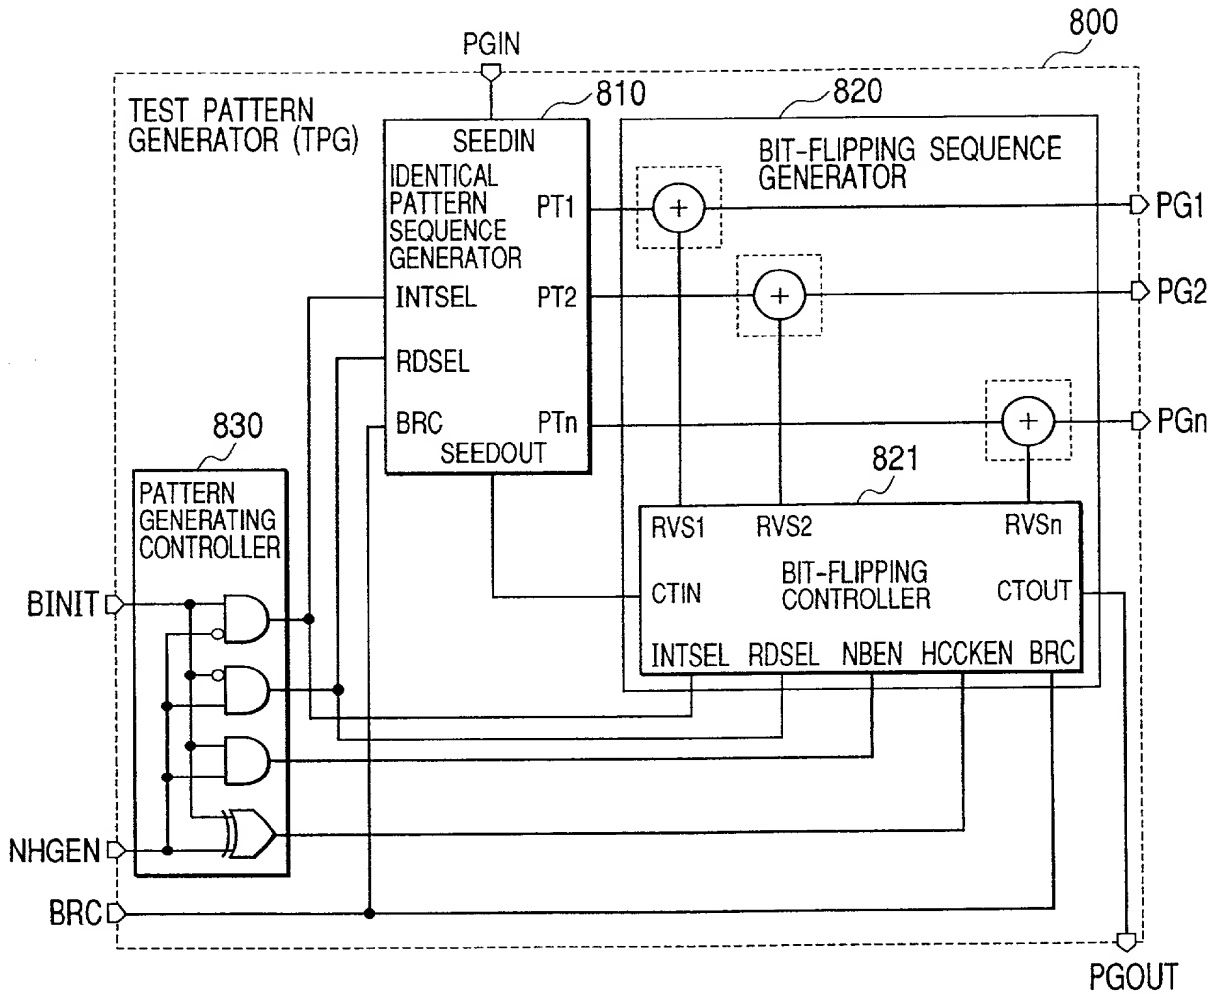 800
PGIN
TEST PATTERN
GENERATOR (TPG)
810
820
SEEDIN
IDENTICAL
PATTERN
SEQUENCE
GENERATOR
PT1
BIT-FLIPPING SEQUENCE
GENERATOR
+
PG1
INTSEL
PT2
+
PG2
RDSEL
BRC
PTn
+
PGn
SEEDOUT
830
821
PATTERN
GENERATING
CONTROLLER
RVS1
RVS2
RVSn
BINIT
CTIN
BIT-FLIPPING
CONTROLLER
CTOUT
INTSEL
RDSEL
NBEN
HCCKEN
BRC
NHGEN
BRC
PGOUT